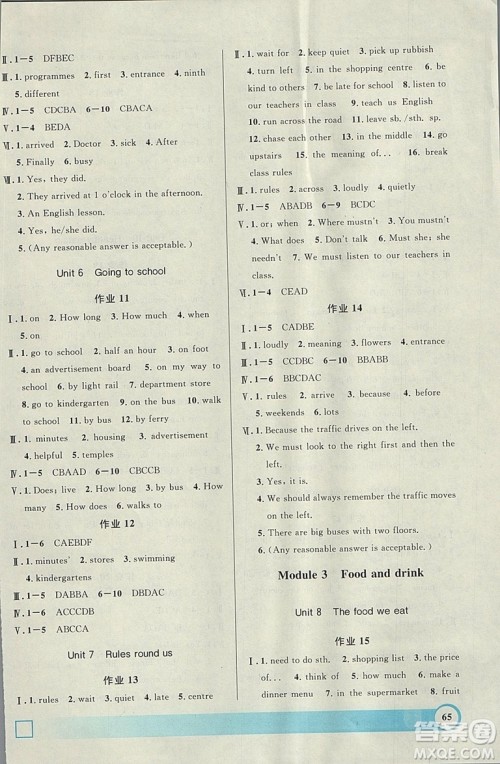 Ⅱ. 1-5 DFBEC
Ⅲ. 1. programmes 2. first 3. entrance 4. ninth
5. different
Ⅳ. 1-5 CDCBA 6-10 CBACA
Ⅴ. 1-4 BEDA
Ⅵ. 1. arrived 2. Doctor 3. sick 4. After
5. Finally 6. busy
Ⅶ. 1. Yes, they did.
2. They arrived at 1 o'clock in the afternoon.
3. An English lesson.
4. Yes, he/she did.
5. (Any reasonable answer is acceptable.)
Unit 6 Going to school
作业 11
Ⅰ. 1. on 2. How long 3. How much 4. When
5. on
Ⅱ. 1. go to school 2. half an hour 3. on foot
4. an advertisement board 5. on my way to
school 6. by light rail 7. department store
8. go to kindergarten 9. on the bus 10. walk
to school 11. by bus 12. by ferry
Ⅲ. 1. minutes 2. housing 3. advertisement
4. helpful 5. temples
Ⅳ. 1-5 CBAAD 6-10 CBCCB
Ⅴ. 1. Does; live 2. How long 3. by bus 4. How
does 5. How many 6. walks to
作业 12
Ⅰ. 1-6 CAEBDF
Ⅱ. 1. minutes' 2. stores 3. swimming
4. kindergartens
Ⅲ. 1-5 DABBA 6-10 DBDAC
Ⅳ. 1-6 ACCCDB
Ⅴ. 1-5 ABCCA
Unit 7 Rules round us
作业 13
Ⅰ. 1. rules 2. wait 3. quiet 4. late 5. centre
Ⅱ. 1. wait for 2. keep quiet 3. pick up rubbish
4. turn left 5. in the shopping centre 6. be
kind to others 7. be late for school 8. listen to
our teachers in class 9. teach us English
10. run across the road 11. leave sb./sth. sp.
12. chase each other 13. in the middle 14. go
upstairs 15. the meaning of... 16. break
class rules
Ⅲ. 1. rules 2. across 3. loudly 4. quietly
Ⅳ. 1-5 ABADB 6-9 BCDC
Ⅴ. 1. or; when 2. Where mustn't 3. We mustn't
talk loudly 4. Don't talk 5. Must she; she
needn't 6. We must listen to our teachers in
class.
Ⅵ. 1-4 CEAD
作业 14
Ⅰ. 1-5 CADBE
Ⅱ. 1. loudly 2. meaning 3. flowers 4. entrance
Ⅲ. 1-5 CCDBC 6-10 BBABB
Ⅳ. 1-6 BBCDAC
Ⅴ. 1. rules 2. arrive 3. also 4. before
5. weekends 6. lots
Ⅵ. 1. Because the traffic drives on the left.
2. We must look to the right first and then the
left.
3. No, we can't.
4. We should always remember the traffic moves
on the left.
5. There are big buses with two floors.
6. (Any reasonable answer is acceptable.)
Module 3 Food and drink
Unit 8 The food we eat
作业 15
Ⅰ. 1. need to do sth. 2. shopping list 3. the price
of... 4. think of 5. how much 6. make a
dinner menu 7. in the supermarket 8. fruit
65
答案圈
MXQE.COM